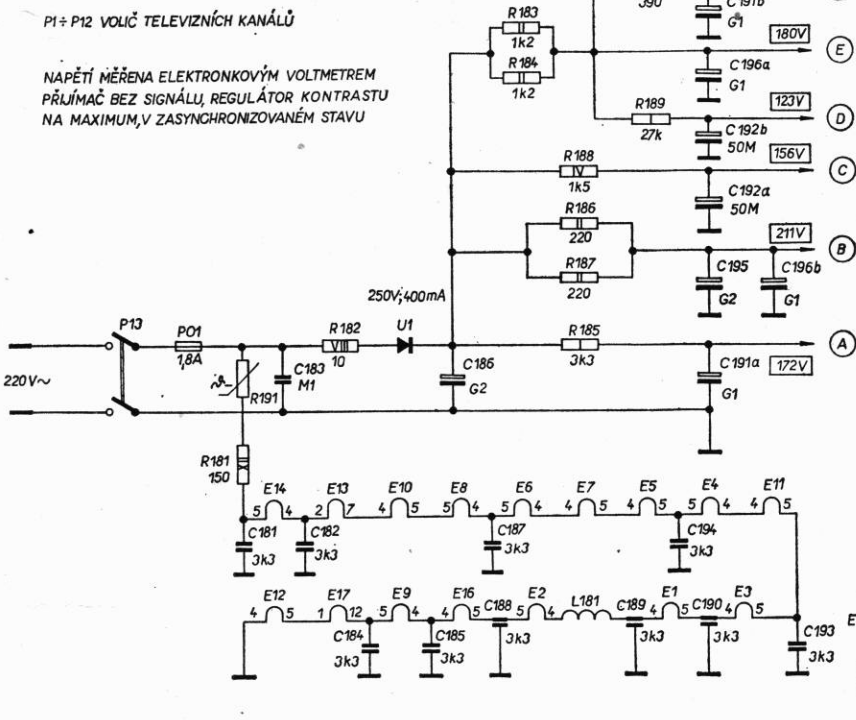 P1÷P12 VOLIČ TELEVIZNÍCH KANÁLŮ
NAPĚTÍ MĚŘENA ELEKTRONKOVÝM VOLTMETREM
PŘIJÍMAČ BEZ SIGNÁLU, REGULÁTOR KONTRASTU
NA MAXIMUM, V ZASYNCHRONIZOVANÉM STAVU
390
C191b
G1
R183
1k2
R184
1k2
180V
E
C196a
G1
R189
27k
123V
D
C192b
50M
R188
IV
1k5
156V
C
C192a
50M
R186
220
R187
220
211V
B
C195
G2
C196b
G1
250V; 400mA
P13
PO1
1,8A
R182
VIII
10
U1
R185
3k3
A
172V
220V~
ϑ
R191
C183
M1
C186
G2
C191a
G1
R181
150
E14
E13
E10
E8
E6
E7
E5
E4
E11
5 4 2 7 4 5 5 4 5 4 4 5 4 5 5 4 4 5
C181
3k3
C182
3k3
C187
3k3
C194
3k3
E12
E17
E9
E16
C188
E2
L181
C189
E1
C190
E3
4 5 1 12 5 4 4 5 5 4 4 5 4 5
C184
3k3
C185
3k3
3k3
3k3
3k3
C193
3k3
E